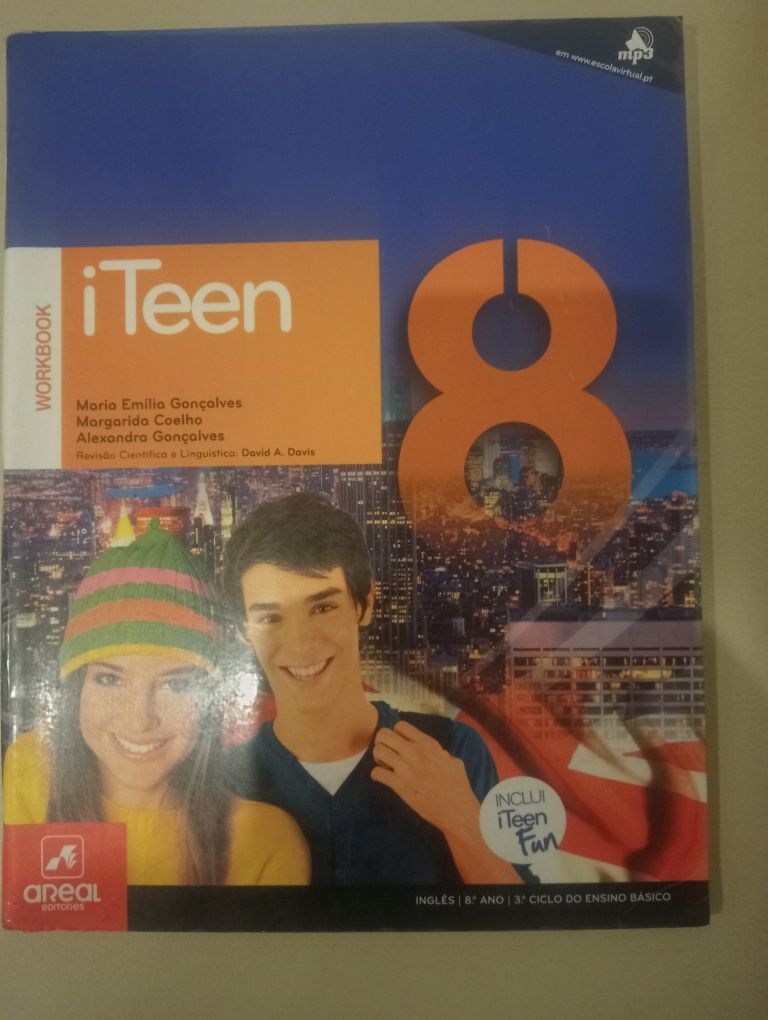 mp3
em www.escolavirtual.pt
WORKBOOK
iTeen
8
Maria Emília Gonçalves
Margarida Coelho
Alexandra Gonçalves
Revisão Científica e Linguística: David A. Davis
INCLUI
iTeen
Fun
areal
EDITORES
INGLÊS | 8.º ANO | 3.º CICLO DO ENSINO BÁSICO